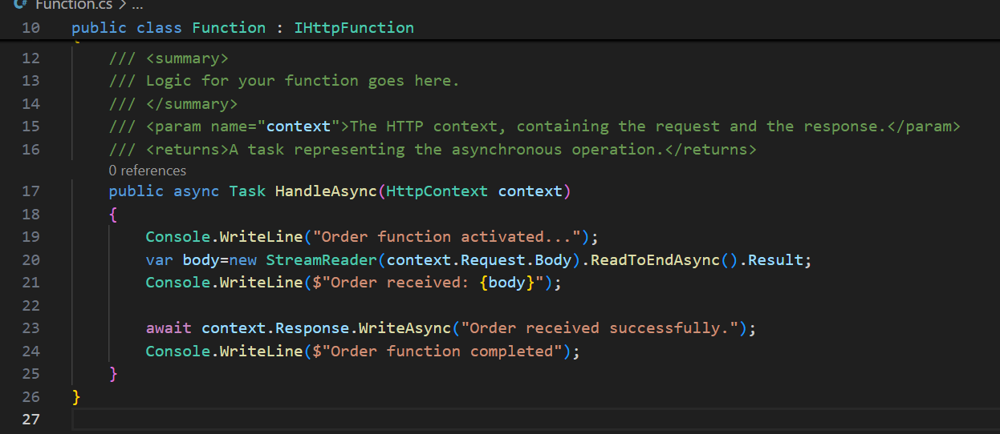 Function.cs > ...
10 public class Function : IHttpFunction
12 /// <summary>
13 /// Logic for your function goes here.
14 /// </summary>
15 /// <param name="context">The HTTP context, containing the request and the response.</param>
16 /// <returns>A task representing the asynchronous operation.</returns>
0 references
17 public async Task HandleAsync(HttpContext context)
18 {
19 Console.WriteLine("Order function activated...");
20 var body=new StreamReader(context.Request.Body).ReadToEndAsync().Result;
21 Console.WriteLine($"Order received: {body}");
22
23 await context.Response.WriteAsync("Order received successfully.");
24 Console.WriteLine($"Order function completed");
25 }
26 }
27